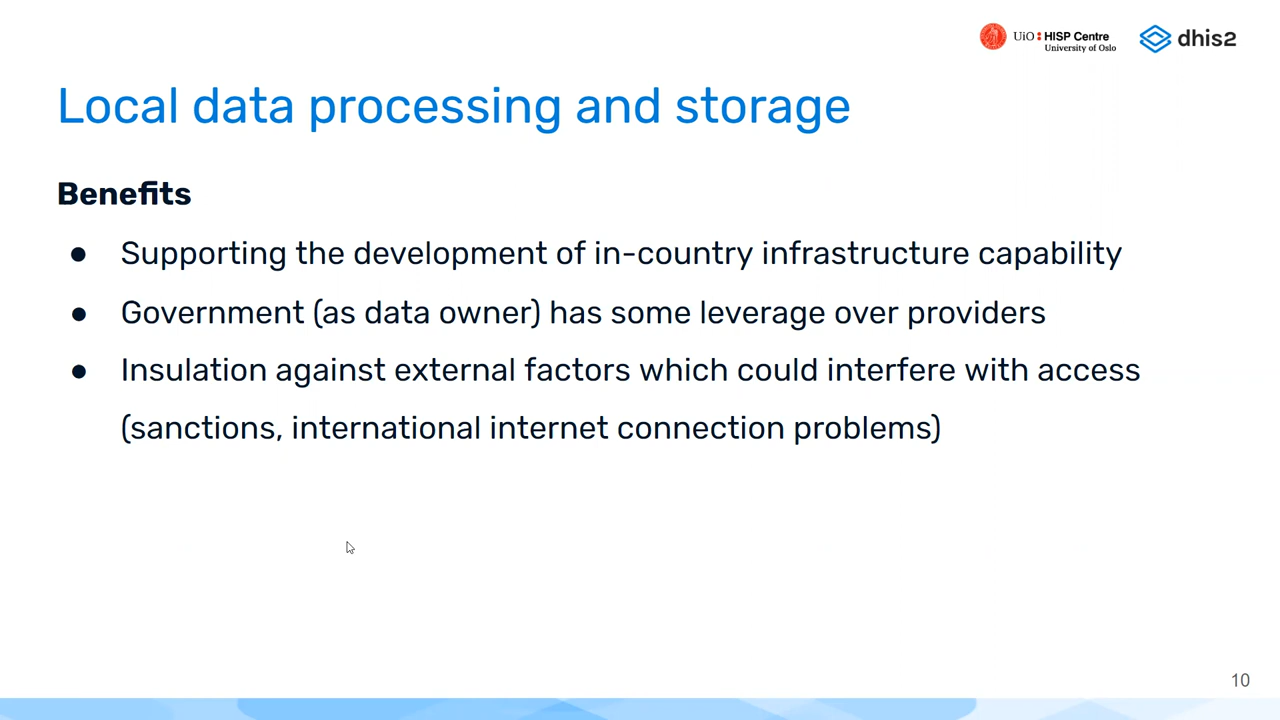 UiO: HISP Centre
University of Oslo
dhis2
Local data processing and storage
Benefits
● Supporting the development of in-country infrastructure capability
● Government (as data owner) has some leverage over providers
● Insulation against external factors which could interfere with access
(sanctions, international internet connection problems)
10